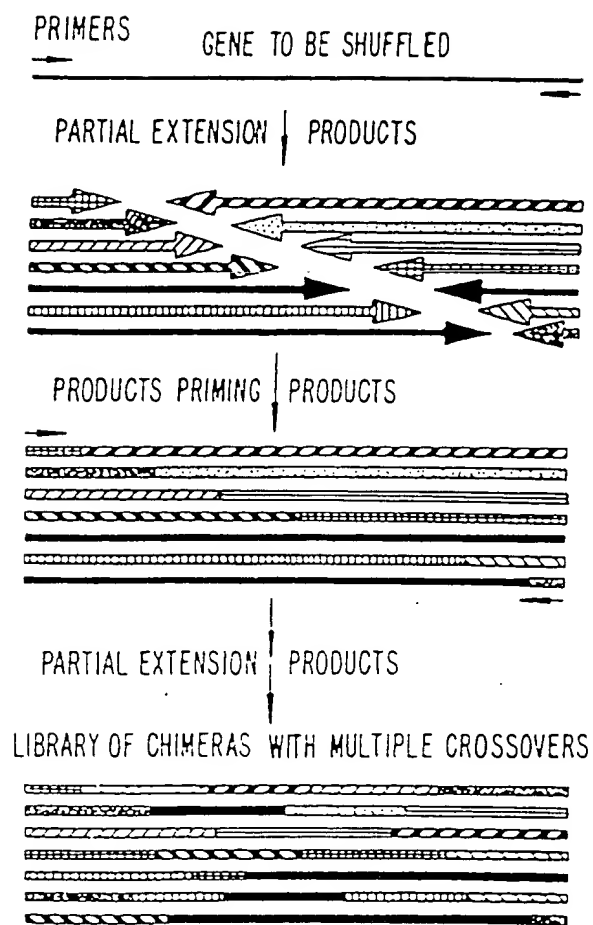 PRIMERS
GENE TO BE SHUFFLED
PARTIAL EXTENSION PRODUCTS
PRODUCTS PRIMING PRODUCTS
PARTIAL EXTENSION PRODUCTS
LIBRARY OF CHIMERAS WITH MULTIPLE CROSSOVERS